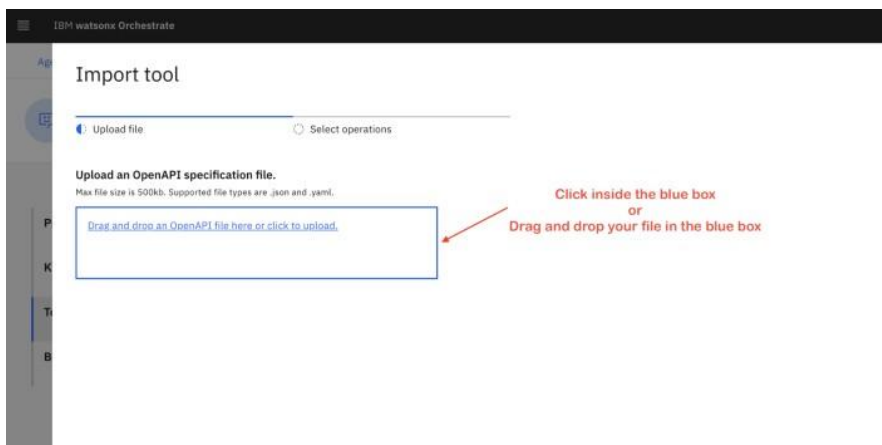 IBM watsonx Orchestrate
Age
Import tool
Upload file
Select operations
Upload an OpenAPI specification file.
Max file size is 500kb. Supported file types are .json and .yaml.
Drag and drop an OpenAPI file here or click to upload.
Click inside the blue box
or
Drag and drop your file in the blue box
P
K
To
B